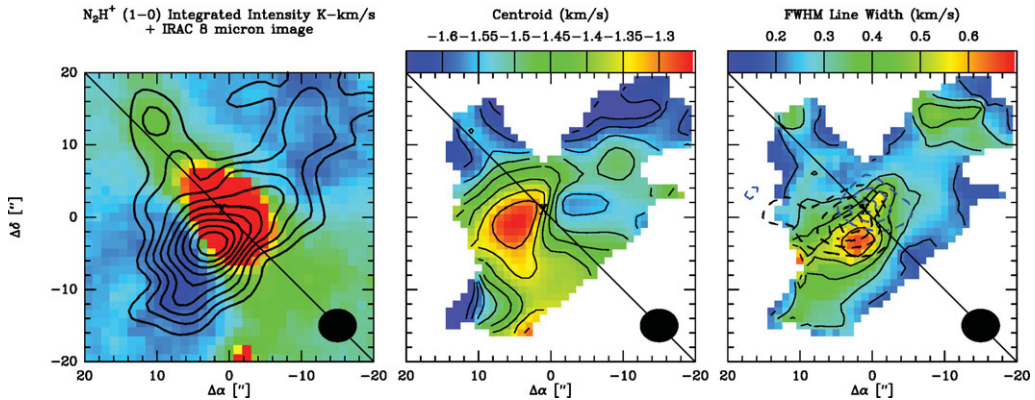 N₂H⁺ (1−0) Integrated Intensity K−km/s
+ IRAC 8 micron image
Centroid (km/s)
FWHM Line Width (km/s)
−1.6 −1.55 −1.5 −1.45 −1.4 −1.35 −1.3
0.2 0.3 0.4 0.5 0.6
Δδ ["]
20
10
0
−10
−20
20 10 0 −10 −20
20 10 0 −10 −20
20 10 0 −10 −20
Δα ["]
Δα ["]
Δα ["]